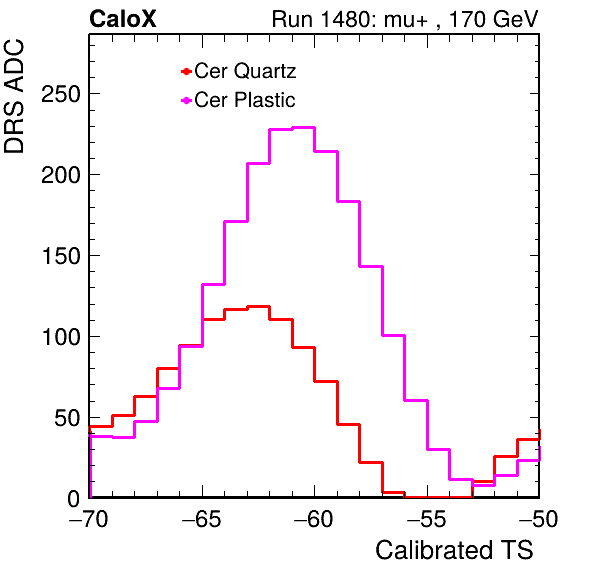 CaloX Run 1480: mu+ , 170 GeV
DRS ADC
Cer Quartz
Cer Plastic
250
200
150
100
50
0
−70 −65 −60 −55 −50
Calibrated TS